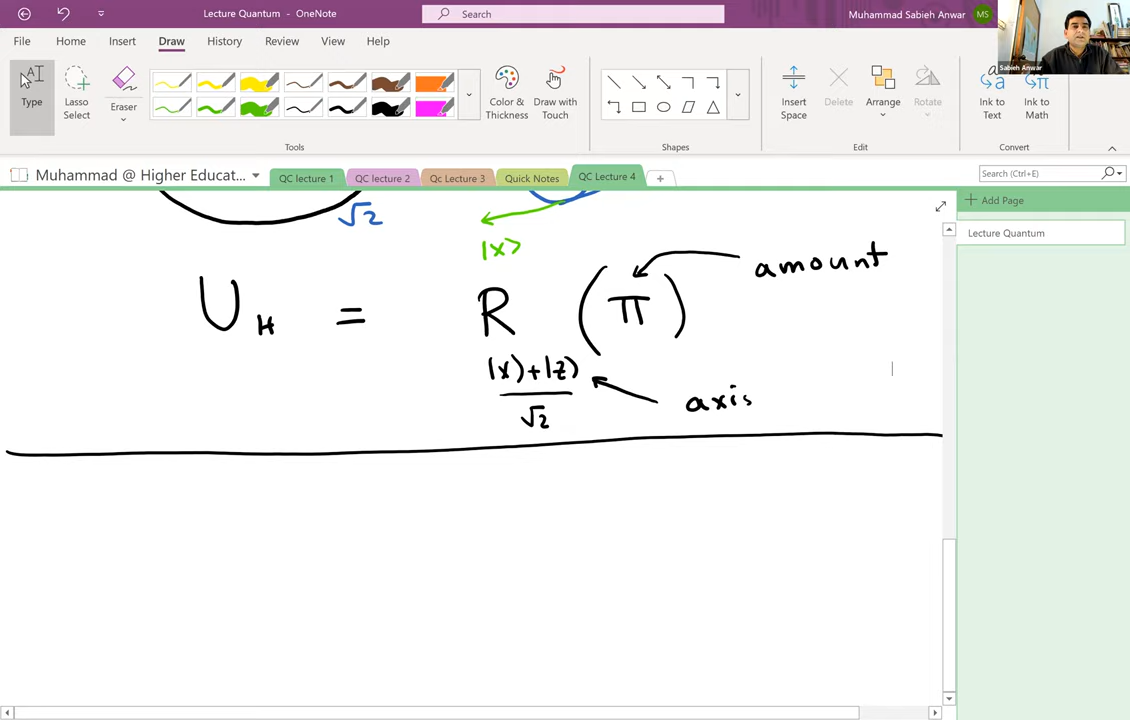 Lecture Quantum - OneNote
Search
Muhammad Sabieh Anwar
MS
Sabieh Anwar
File
Home
Insert
Draw
History
Review
View
Help
Type
Lasso
Select
Eraser
Color &
Thickness
Draw with
Touch
Insert
Space
Delete
Arrange
Rotate
Ink to
Text
Ink to
Math
Tools
Shapes
Edit
Convert
Muhammad @ Higher Educat...
QC lecture 1
QC lecture 2
Qc Lecture 3
Quick Notes
QC Lecture 4
Search (Ctrl+E)
Add Page
Lecture Quantum
√2
|x⟩
amount
U_H = R (π)
|x⟩+|z⟩
√2
axis